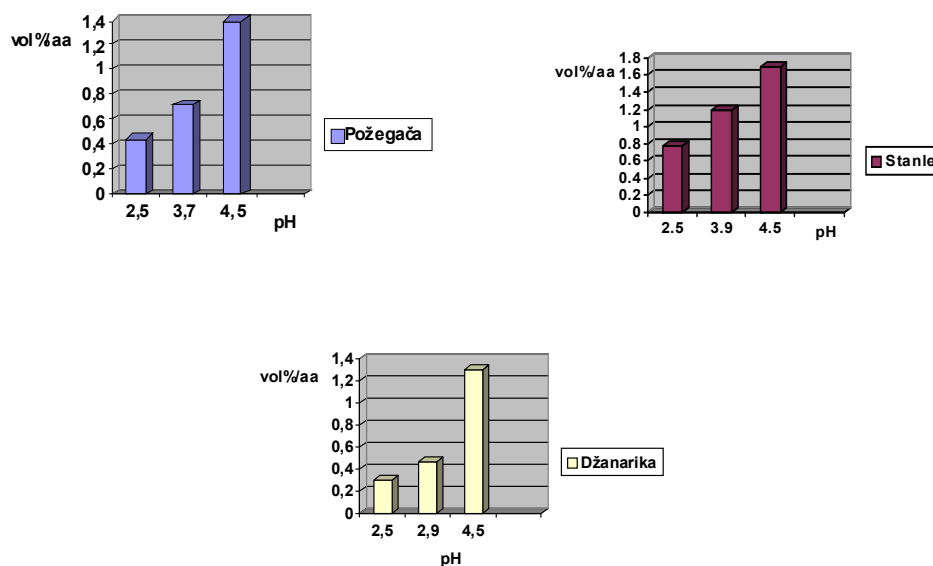 vol%/aa
1,4
1,2
1
0,8
0,6
0,4
0,2
0
2,5 3,7 4,5
pH
Požegača
vol%/aa
1.8
1.6
1.4
1.2
1.0
0.8
0.6
0.4
0.2
0
2.5 3.9 4.5
pH
Stanle
vol%/aa
1,4
1,2
1
0,8
0,6
0,4
0,2
0
2,5 2,9 4,5
pH
Džanarika